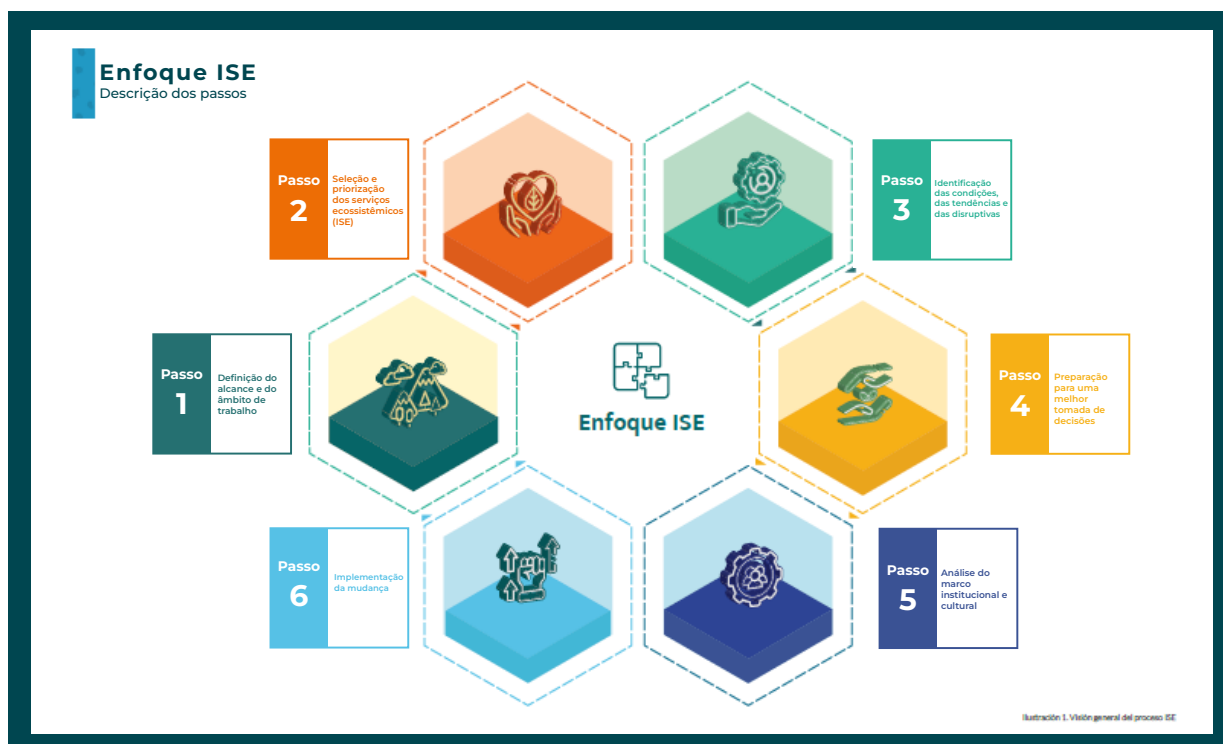 Enfoque ISE
Descrição dos passos
Passo
1
Definição do
alcance e do
âmbito de
trabalho
Passo
2
Seleção e
priorização
dos serviços
ecossistêmicos
(ISE)
Passo
3
Identificação
das condições,
das tendências e
das disruptivas
Passo
4
Preparação
para uma
melhor
tomada de
decisões
Passo
5
Análise do
marco
institucional e
cultural
Passo
6
Implementação
da mudança
Enfoque ISE
Ilustración 1. Visión general del proceso ISE